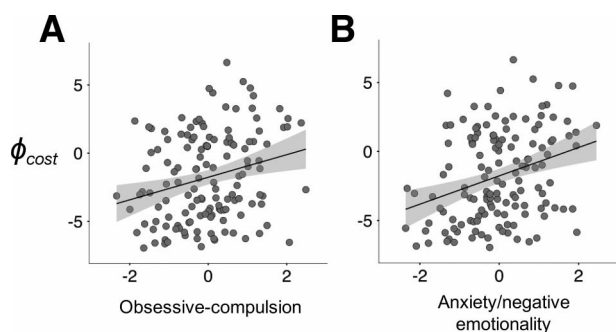 A
B
ϕcost
5
0
-5
-2
0
2
Obsessive-compulsion
5
0
-5
-2
0
2
Anxiety/negative
emotionality